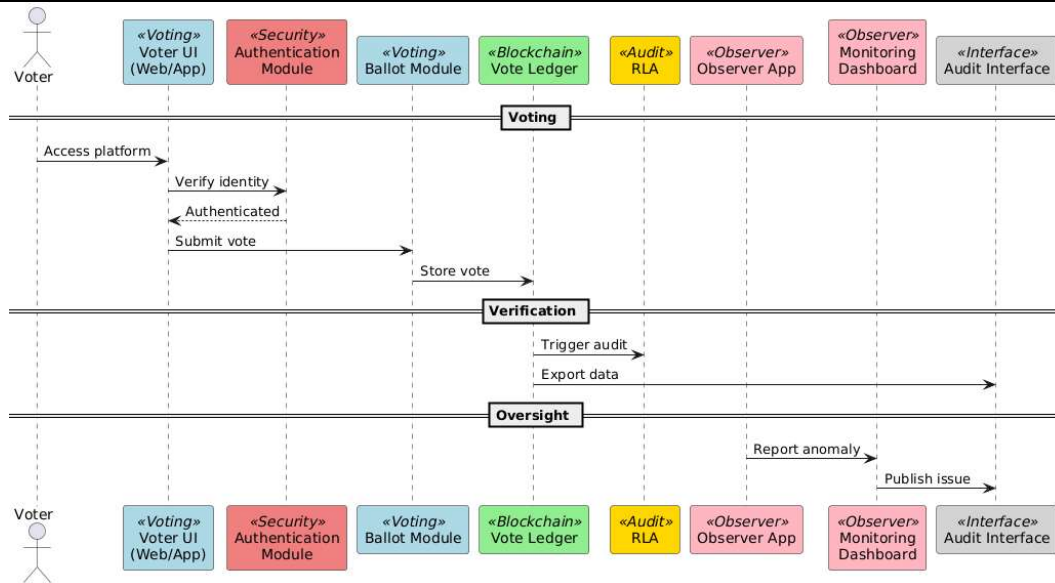 Voter
«Voting»
Voter UI
(Web/App)
«Security»
Authentication
Module
«Voting»
Ballot Module
«Blockchain»
Vote Ledger
«Audit»
RLA
«Observer»
Observer App
«Observer»
Monitoring
Dashboard
«Interface»
Audit Interface
Voting
Access platform
Verify identity
Authenticated
Submit vote
Store vote
Verification
Trigger audit
Export data
Oversight
Report anomaly
Publish issue
Voter
«Voting»
Voter UI
(Web/App)
«Security»
Authentication
Module
«Voting»
Ballot Module
«Blockchain»
Vote Ledger
«Audit»
RLA
«Observer»
Observer App
«Observer»
Monitoring
Dashboard
«Interface»
Audit Interface